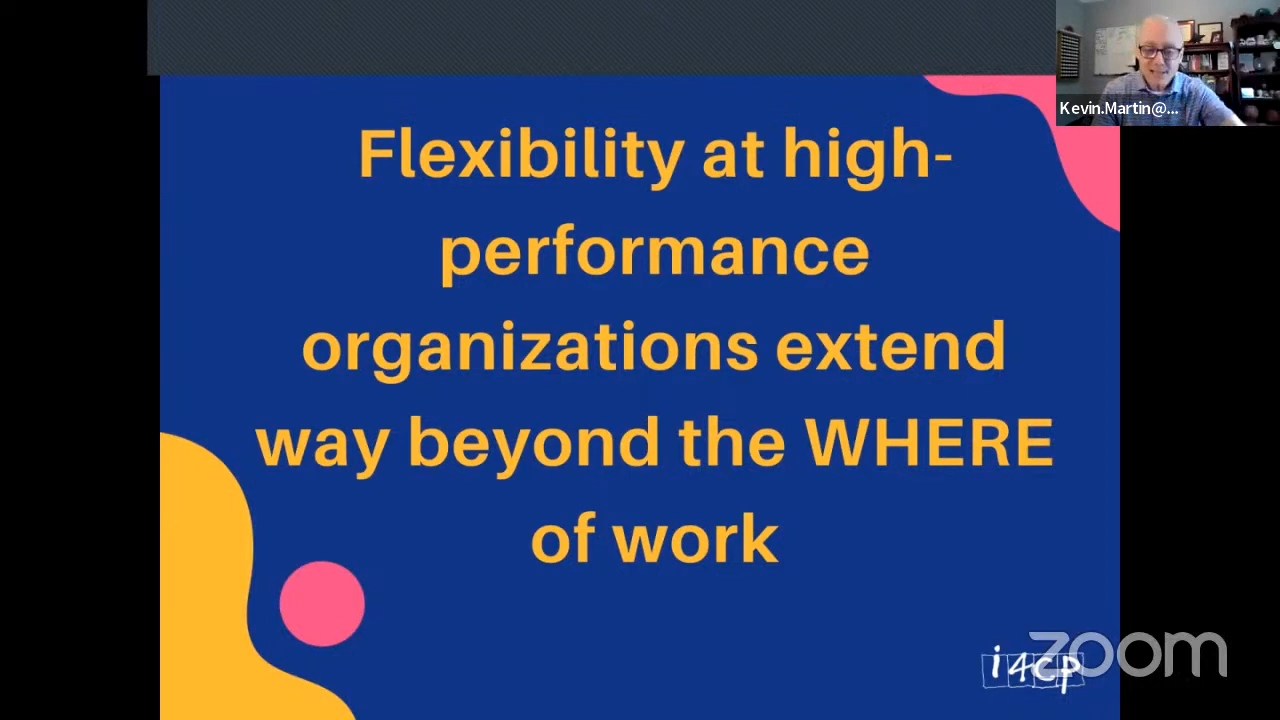 Kevin.Martin@...
Flexibility at high-
performance
organizations extend
way beyond the WHERE
of work
zoom
i4cp